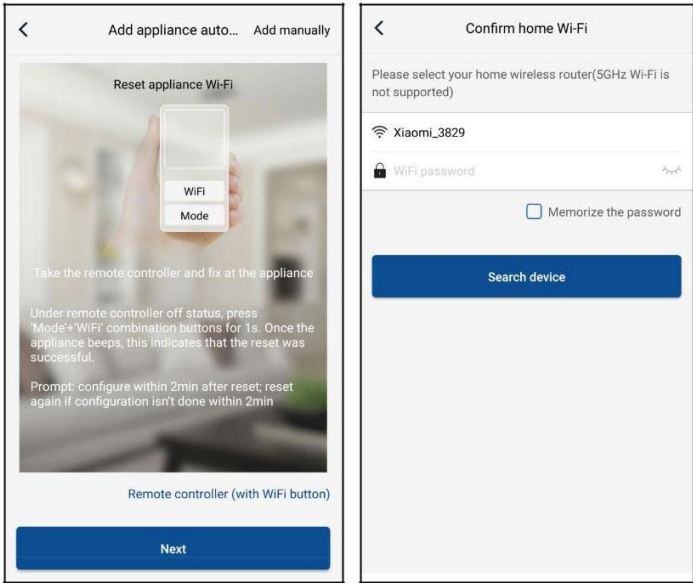 Add appliance auto... Add manually
Reset appliance Wi-Fi
WiFi
Mode
Take the remote controller and fix at the appliance
Under remote controller off status, press
'Mode'+'WiFi' combination buttons for 1s. Once the
appliance beeps, this indicates that the reset was
successful.
Prompt: configure within 2min after reset; reset
again if configuration isn't done within 2min
Remote controller (with WiFi button)
Next
Confirm home Wi-Fi
Please select your home wireless router(5GHz Wi-Fi is
not supported)
Xiaomi_3829
WiFi password
Memorize the password
Search device